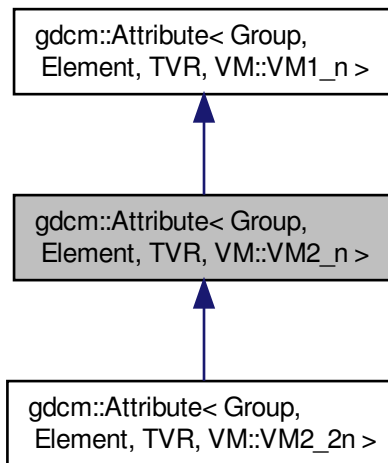 gdcm::Attribute< Group,
Element, TVR, VM::VM1_n >
gdcm::Attribute< Group,
Element, TVR, VM::VM2_n >
gdcm::Attribute< Group,
Element, TVR, VM::VM2_2n >